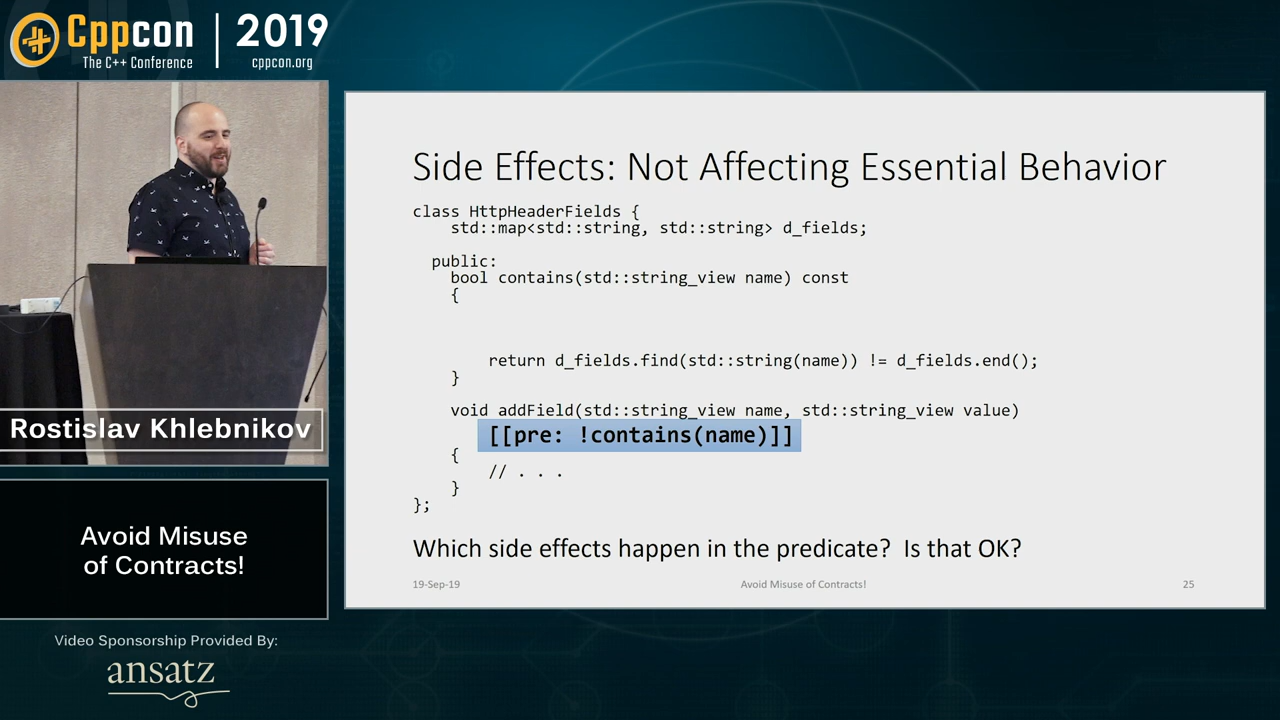 Cppcon
The C++ Conference
2019
cppcon.org
Rostislav Khlebnikov
Avoid Misuse
of Contracts!
Video Sponsorship Provided By:
ansatz
Side Effects: Not Affecting Essential Behavior
class HttpHeaderFields {
    std::map<std::string, std::string> d_fields;
  public:
    bool contains(std::string_view name) const
    {
        return d_fields.find(std::string(name)) != d_fields.end();
    }
    void addField(std::string_view name, std::string_view value)
        [[pre: !contains(name)]]
    {
        // . . .
    }
};
Which side effects happen in the predicate? Is that OK?
19-Sep-19
Avoid Misuse of Contracts!
25